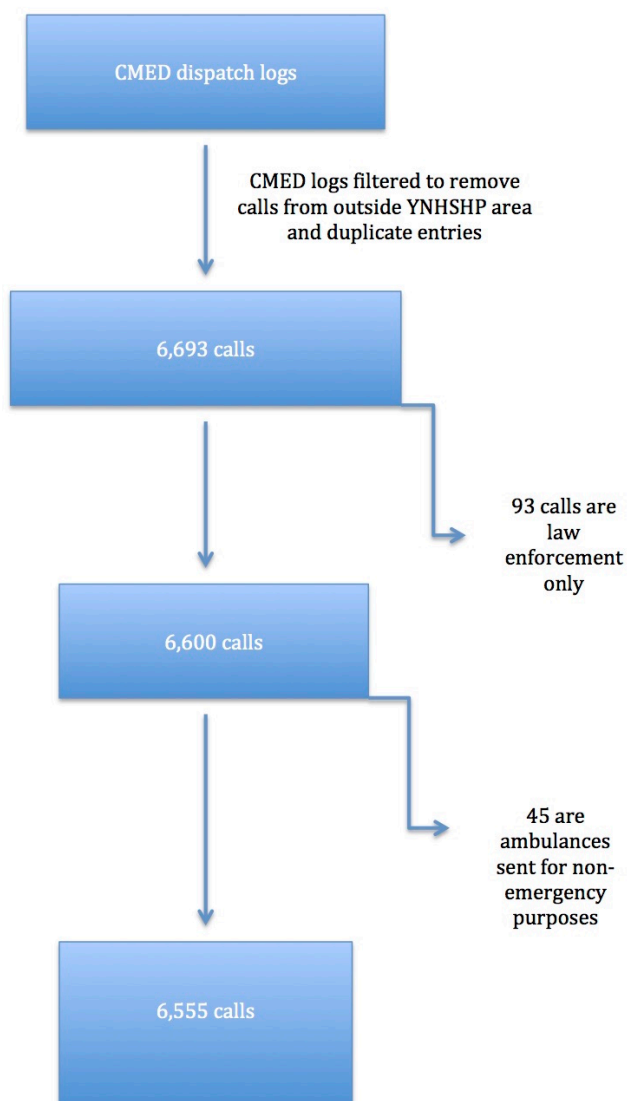 CMED dispatch logs
CMED logs filtered to remove
calls from outside YNHSHP area
and duplicate entries
6,693 calls
93 calls are
law
enforcement
only
6,600 calls
45 are
ambulances
sent for non-
emergency
purposes
6,555 calls